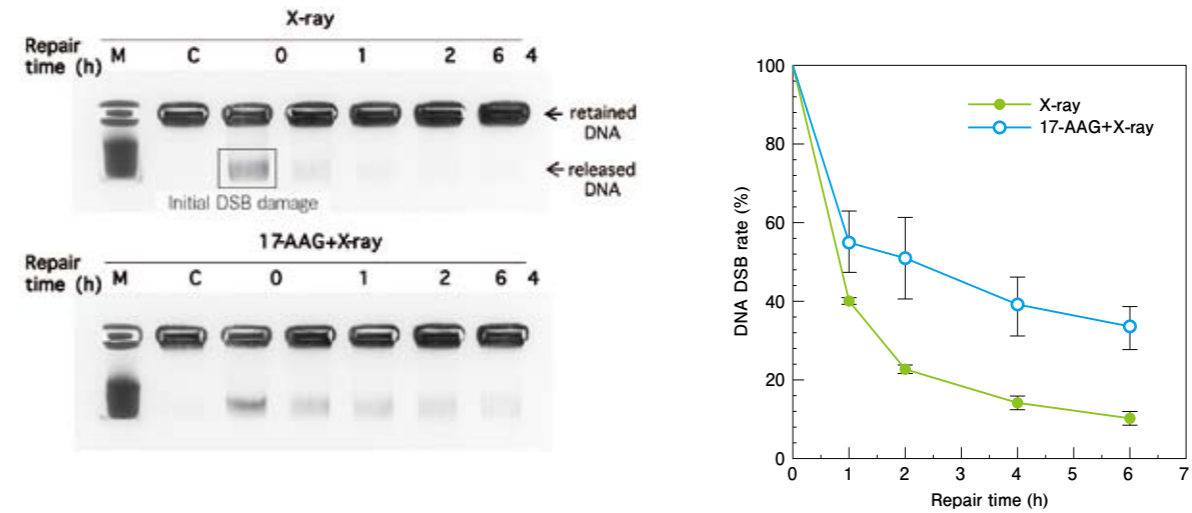 X-ray
Repair
time (h) M C 0 1 2 6 4
← retained
DNA
← released
DNA
Initial DSB damage
17-AAG+X-ray
Repair
time (h) M C 0 1 2 6 4
100
80
60
40
20
0
DNA DSB rate (%)
X-ray
17-AAG+X-ray
0 1 2 3 4 5 6 7
Repair time (h)